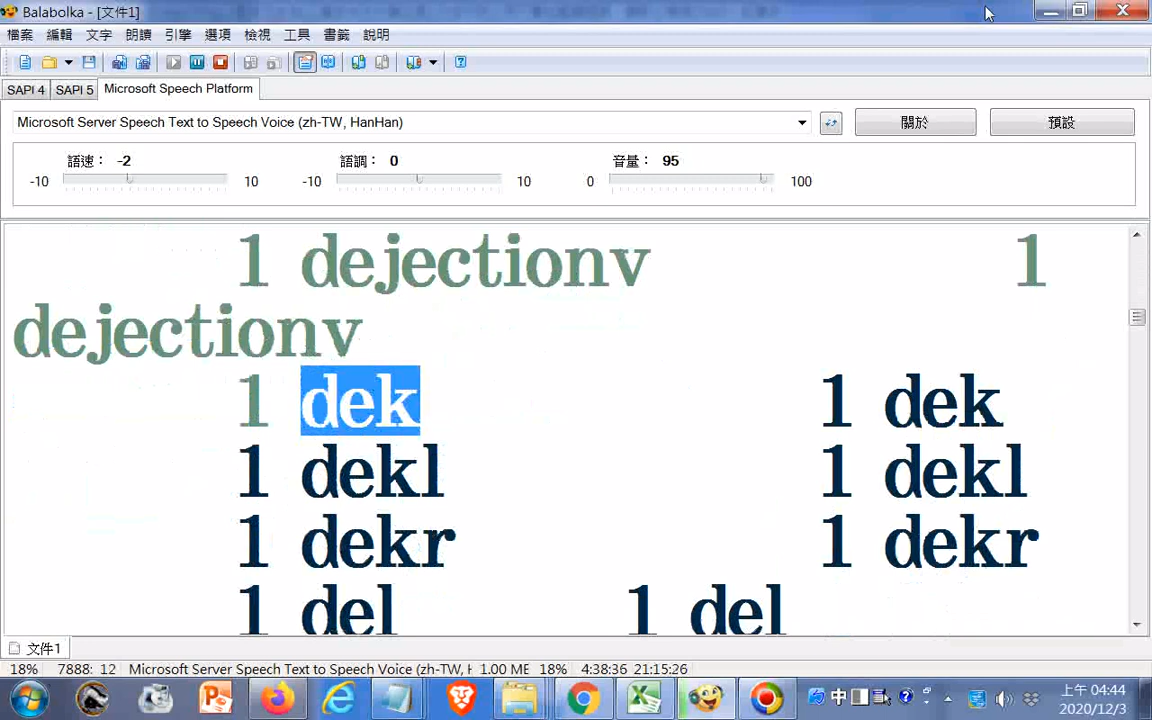 Balabolka - [文件1]
檔案 編輯 文字 朗讀 引擎 選項 檢視 工具 書籤 說明
SAPI 4 SAPI 5 Microsoft Speech Platform
Microsoft Server Speech Text to Speech Voice (zh-TW, HanHan) 關於 預設
語速： -2 語調： 0 音量： 95
-10 10 -10 10 0 100
1 dejectionv 1
dejectionv
1 dek 1 dek
1 dekl 1 dekl
1 dekr 1 dekr
1 del 1 del
文件1
18% 7888: 12 Microsoft Server Speech Text to Speech Voice (zh-TW, 1.00 ME 18% 4:38:36 21:15:26
中 上午 04:44
2020/12/3